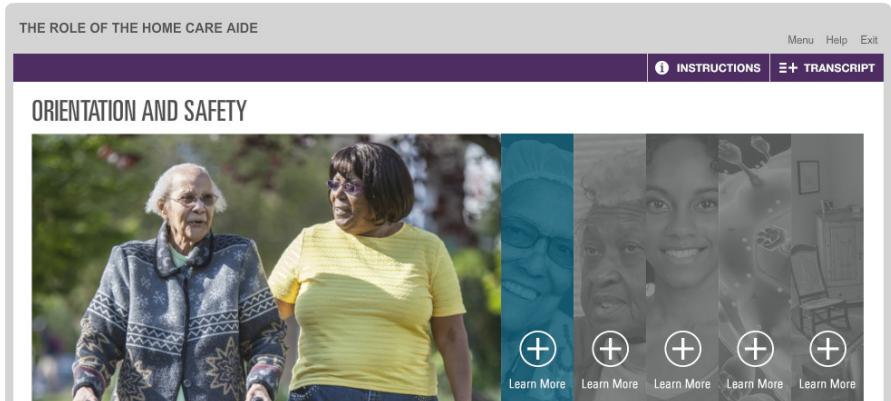 THE ROLE OF THE HOME CARE AIDE
Menu Help Exit
INSTRUCTIONS TRANSCRIPT
ORIENTATION AND SAFETY
Learn More Learn More Learn More Learn More Learn More